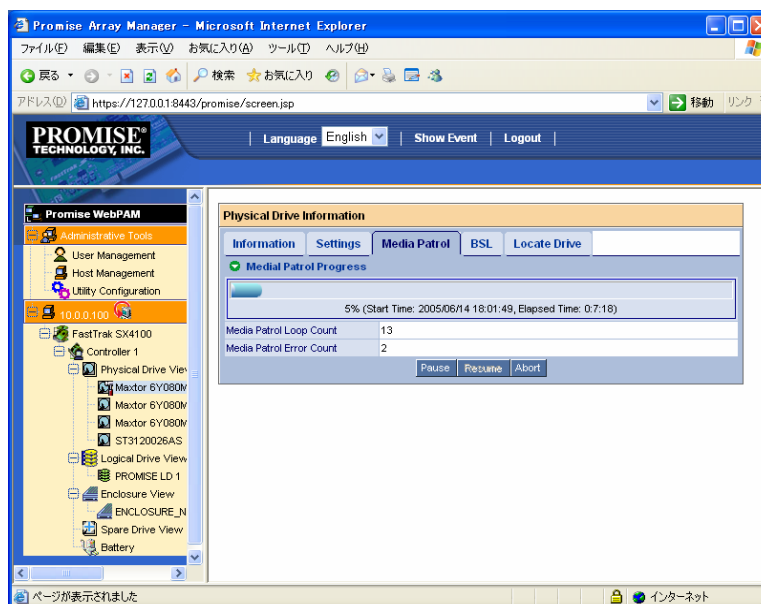 Promise Array Manager - Microsoft Internet Explorer
ファイル(F) 編集(E) 表示(V) お気に入り(A) ツール(T) ヘルプ(H)
戻る 検索 お気に入り
アドレス(D) https://127.0.0.1:8443/promise/screen.jsp 移動 リンク
PROMISE®
TECHNOLOGY, INC.
| Language English | Show Event | Logout |
Promise WebPAM
Administrative Tools
User Management
Host Management
Utility Configuration
10.0.0.100
FastTrak SX4100
Controller 1
Physical Drive View
Maxtor 6Y080M
Maxtor 6Y080M
Maxtor 6Y080M
ST3120026AS
Logical Drive View
PROMISE LD 1
Enclosure View
ENCLOSURE_N
Spare Drive View
Battery
Physical Drive Information
Information Settings Media Patrol BSL Locate Drive
Medial Patrol Progress
5% (Start Time: 2005/06/14 18:01:49, Elapsed Time: 0:7:18)
Media Patrol Loop Count 13
Media Patrol Error Count 2
Pause Resume Abort
ページが表示されました インターネット